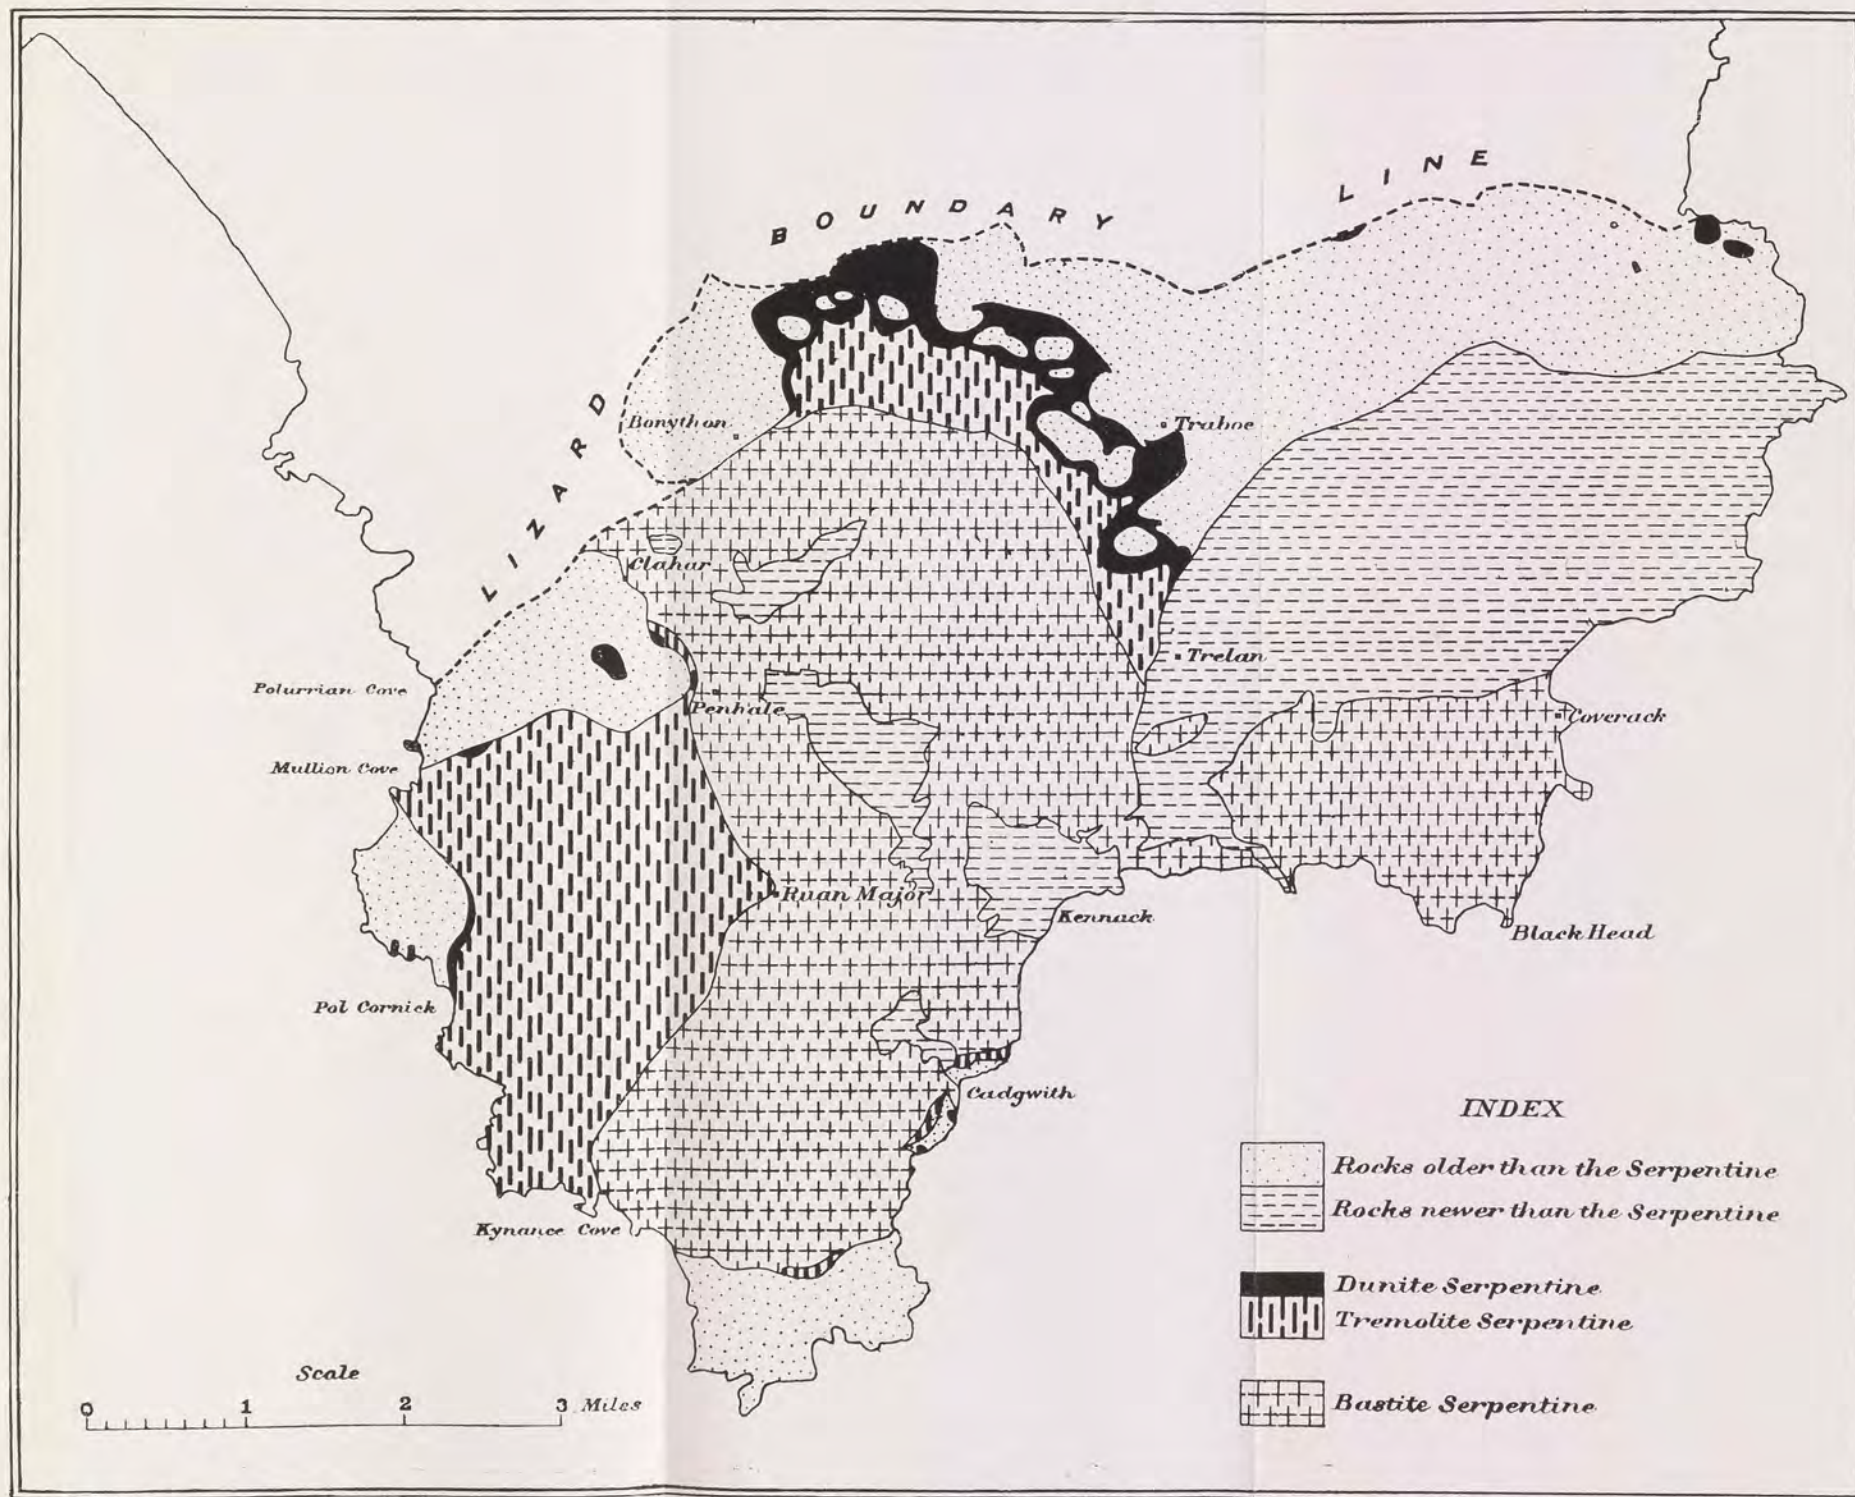 LIZARD BOUNDARY LINE
Bonython
Traboe
Clahar
Trelan
Polurrian Cove
Penhale
Coverack
Mullion Cove
Ruan Major
Kennack
Black Head
Pol Cornick
Cadgwith
Kynance Cove
INDEX
Rocks older than the Serpentine
Rocks newer than the Serpentine
Dunite Serpentine
Tremolite Serpentine
Bastite Serpentine
Scale
0 1 2 3 Miles